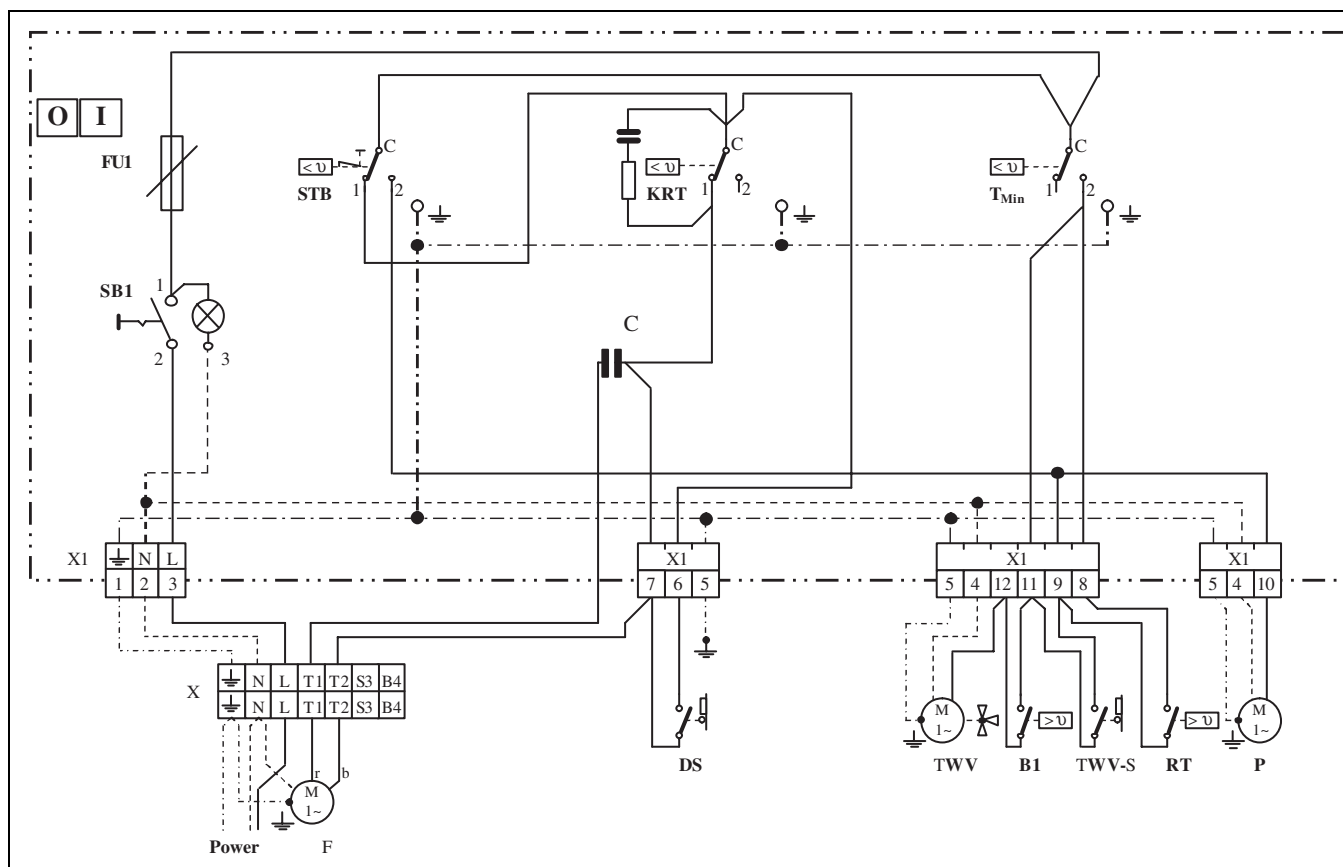 O I
FU1
C
< υ
STB
1 2
C
< υ
KRT
1 2
C
< υ
TMin
1 2
SB1
1
2 3
C
X1 N L
1 2 3
X1
7 6 5
X1
5 4 12 11 9 8
X1
5 4 10
X
N L T1 T2 S3 B4
N L T1 T2 S3 B4
M
1~
> υ
> υ
M
1~
DS TWV B1 TWV-S RT P
r b
M
1~
Power F